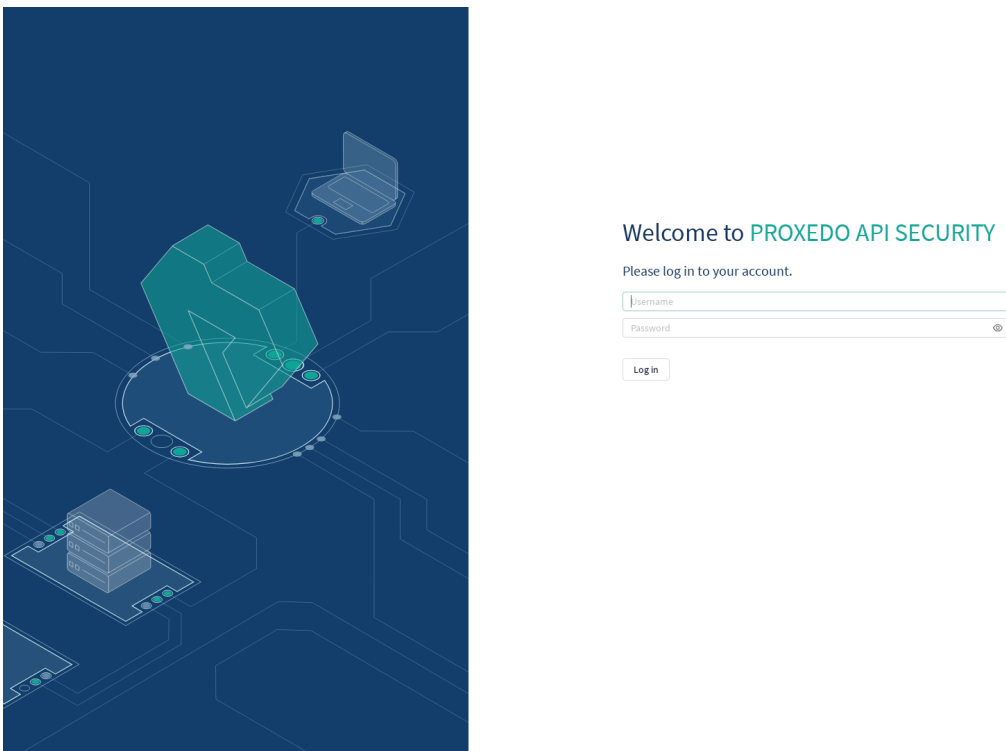 Welcome to PROXEDO API SECURITY
Please log in to your account.
Username
Password
Log in